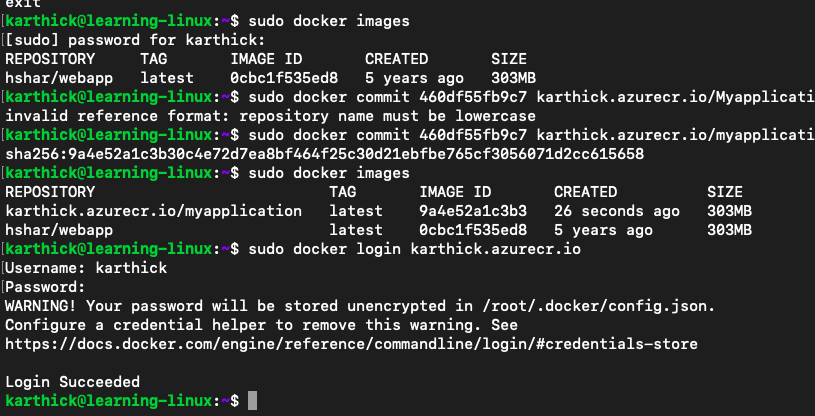 exit
karthick@learning-linux:~$ sudo docker images
[sudo] password for karthick:
REPOSITORY TAG IMAGE ID CREATED SIZE
hshar/webapp latest 0cbc1f535ed8 5 years ago 303MB
karthick@learning-linux:~$ sudo docker commit 460df55fb9c7 karthick.azurecr.io/Myapplicati
invalid reference format: repository name must be lowercase
karthick@learning-linux:~$ sudo docker commit 460df55fb9c7 karthick.azurecr.io/myapplicati
sha256:9a4e52a1c3b30c4e72d7ea8bf464f25c30d21ebfbe765cf3056071d2cc615658
karthick@learning-linux:~$ sudo docker images
REPOSITORY TAG IMAGE ID CREATED SIZE
karthick.azurecr.io/myapplication latest 9a4e52a1c3b3 26 seconds ago 303MB
hshar/webapp latest 0cbc1f535ed8 5 years ago 303MB
karthick@learning-linux:~$ sudo docker login karthick.azurecr.io
Username: karthick
Password:
WARNING! Your password will be stored unencrypted in /root/.docker/config.json.
Configure a credential helper to remove this warning. See
https://docs.docker.com/engine/reference/commandline/login/#credentials-store
Login Succeeded
karthick@learning-linux:~$